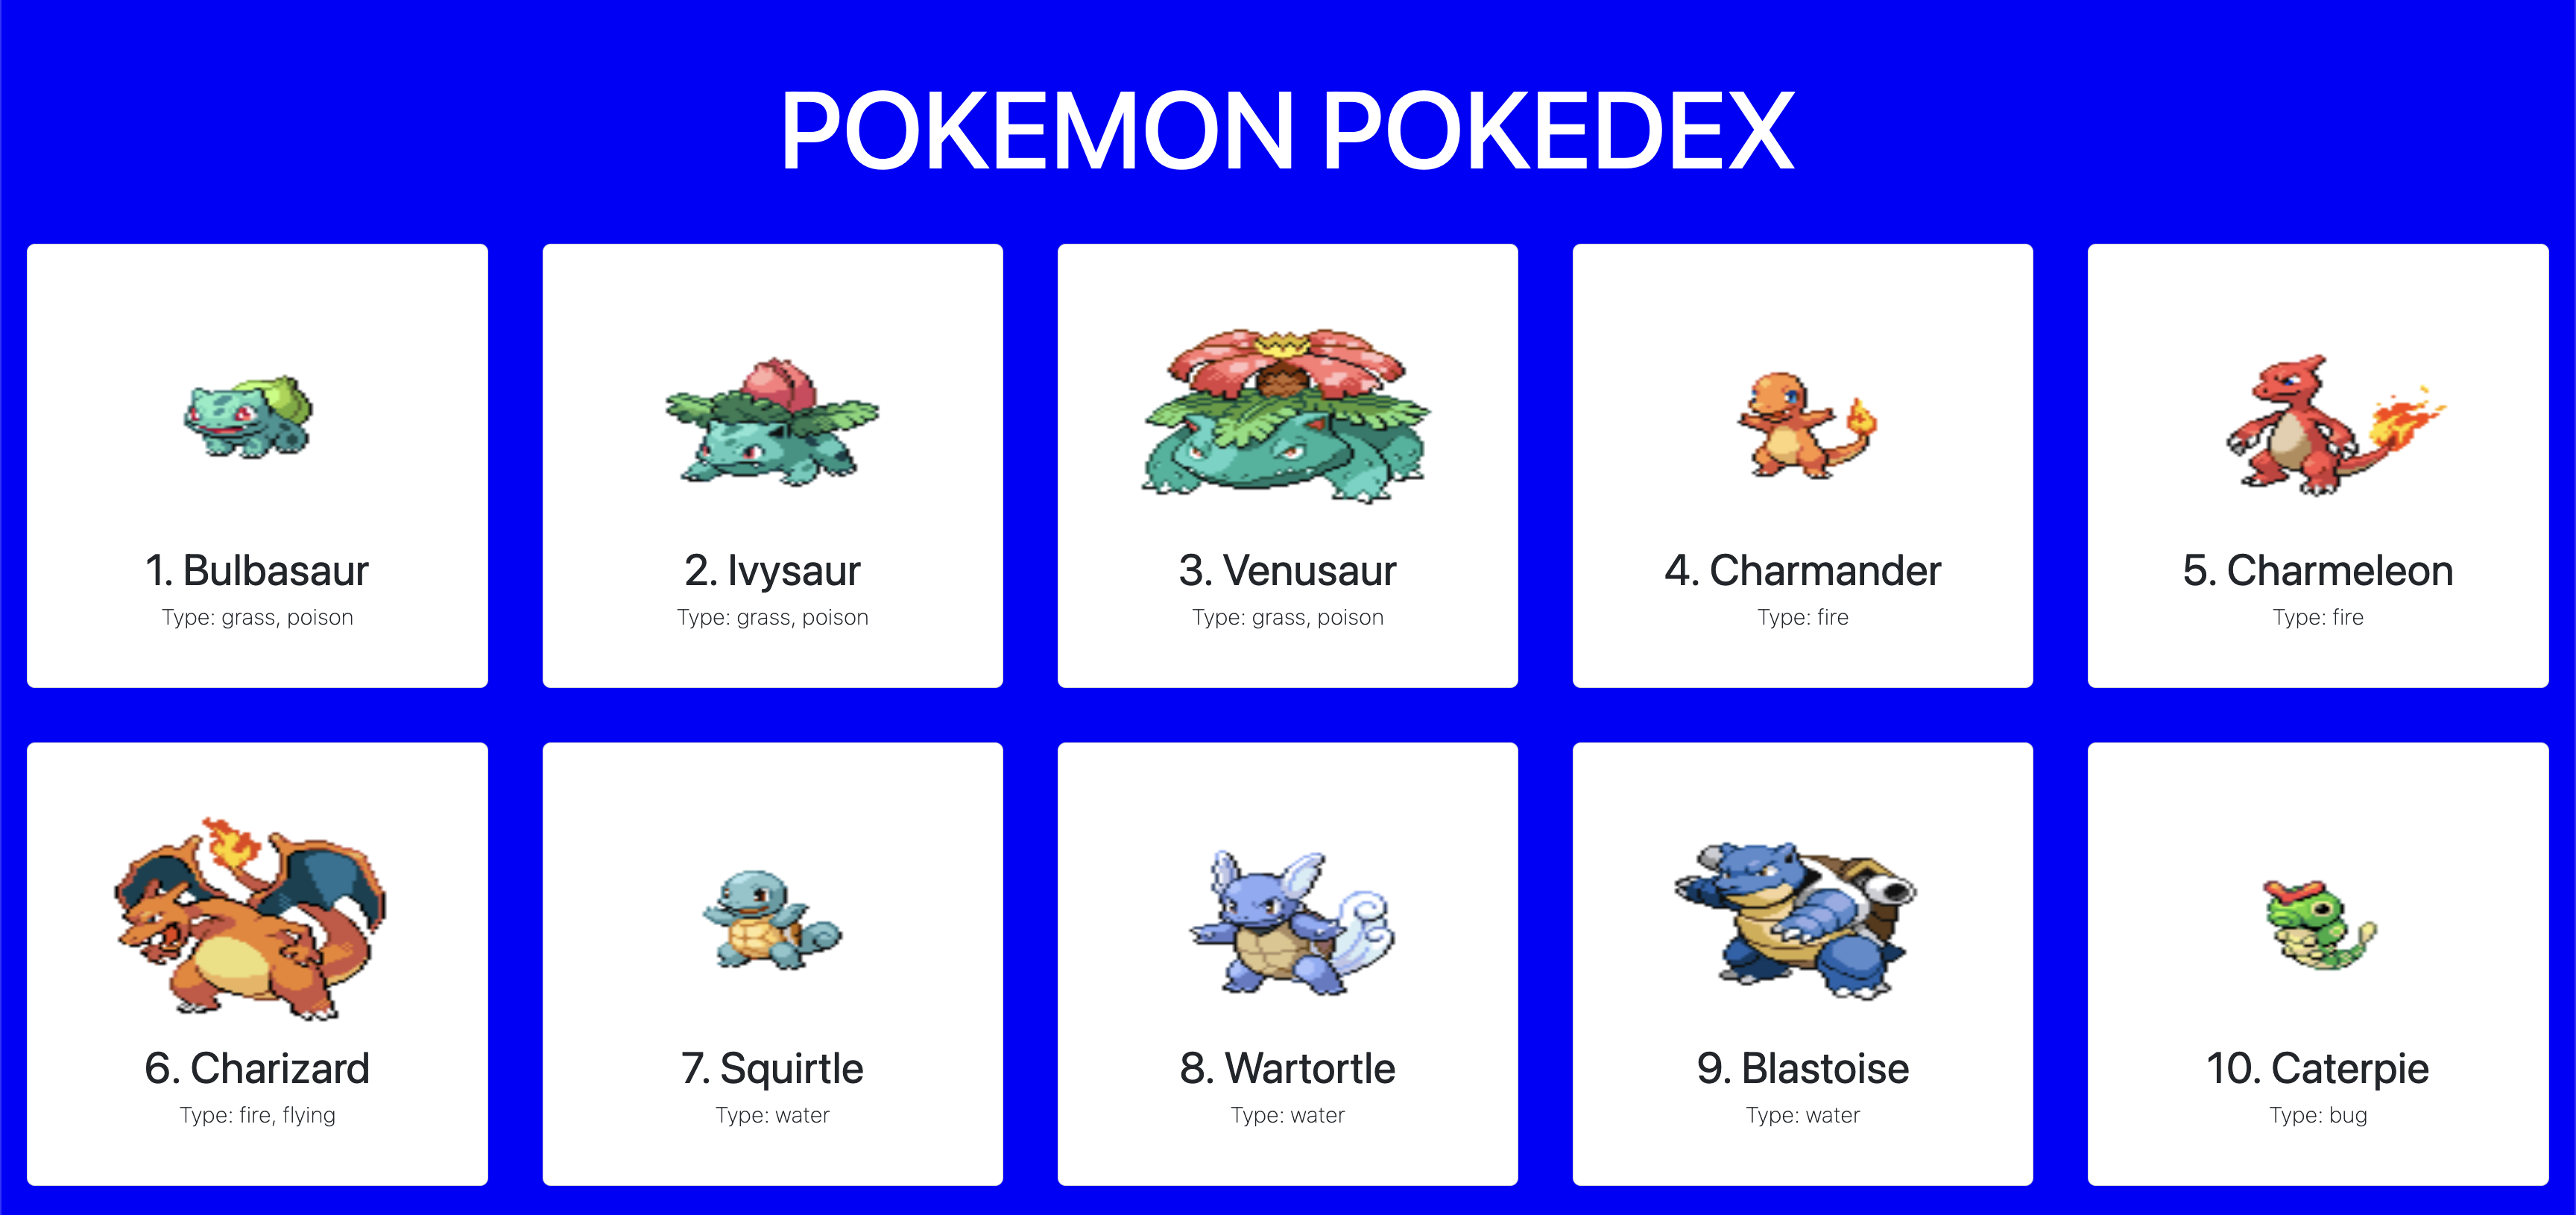 POKEMON POKEDEX
1. Bulbasaur
Type: grass, poison
2. Ivysaur
Type: grass, poison
3. Venusaur
Type: grass, poison
4. Charmander
Type: fire
5. Charmeleon
Type: fire
6. Charizard
Type: fire, flying
7. Squirtle
Type: water
8. Wartortle
Type: water
9. Blastoise
Type: water
10. Caterpie
Type: bug